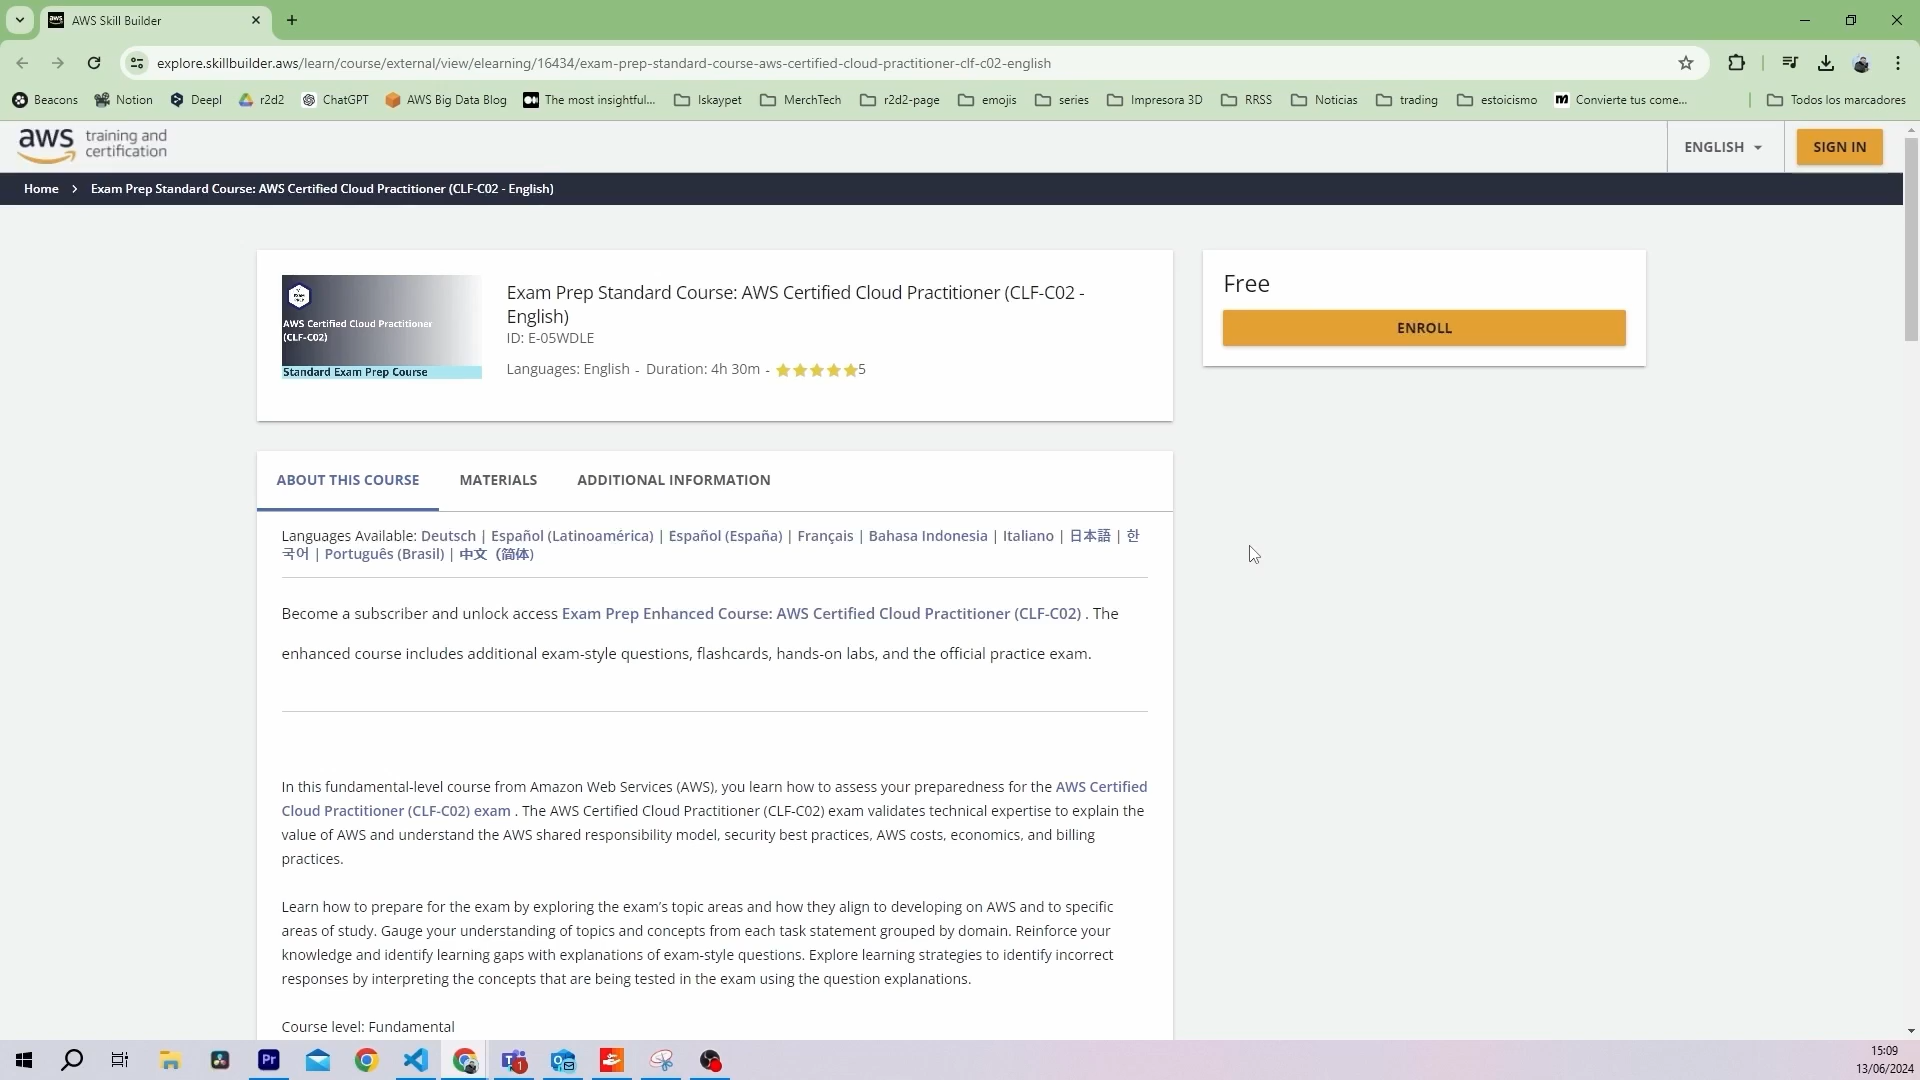 AWS Skill Builder
explore.skillbuilder.aws/learn/course/external/view/elearning/16434/exam-prep-standard-course-aws-certified-cloud-practitioner-clf-c02-english
Beacons Notion Deepl r2d2 ChatGPT AWS Big Data Blog The most insightful... Iskaypet MerchTech r2d2-page emojis series Impresora 3D RRSS Noticias trading estoicismo Convierte tus come... Todos los marcadores
aws training and certification ENGLISH SIGN IN
Home > Exam Prep Standard Course: AWS Certified Cloud Practitioner (CLF-C02 - English)
AWS Certified Cloud Practitioner
(CLF-C02)
Standard Exam Prep Course
Exam Prep Standard Course: AWS Certified Cloud Practitioner (CLF-C02 -
English)
ID: E-05WDLE
Languages: English - Duration: 4h 30m - 5
Free
ENROLL
ABOUT THIS COURSE MATERIALS ADDITIONAL INFORMATION
Languages Available: Deutsch | Español (Latinoamérica) | Español (España) | Français | Bahasa Indonesia | Italiano | 日本語 | 한
국어 | Português (Brasil) | 中文（简体）
Become a subscriber and unlock access Exam Prep Enhanced Course: AWS Certified Cloud Practitioner (CLF-C02) . The
enhanced course includes additional exam-style questions, flashcards, hands-on labs, and the official practice exam.
In this fundamental-level course from Amazon Web Services (AWS), you learn how to assess your preparedness for the AWS Certified
Cloud Practitioner (CLF-C02) exam . The AWS Certified Cloud Practitioner (CLF-C02) exam validates technical expertise to explain the
value of AWS and understand the AWS shared responsibility model, security best practices, AWS costs, economics, and billing
practices.
Learn how to prepare for the exam by exploring the exam's topic areas and how they align to developing on AWS and to specific
areas of study. Gauge your understanding of topics and concepts from each task statement grouped by domain. Reinforce your
knowledge and identify learning gaps with explanations of exam-style questions. Explore learning strategies to identify incorrect
responses by interpreting the concepts that are being tested in the exam using the question explanations.
Course level: Fundamental
15:09
13/06/2024